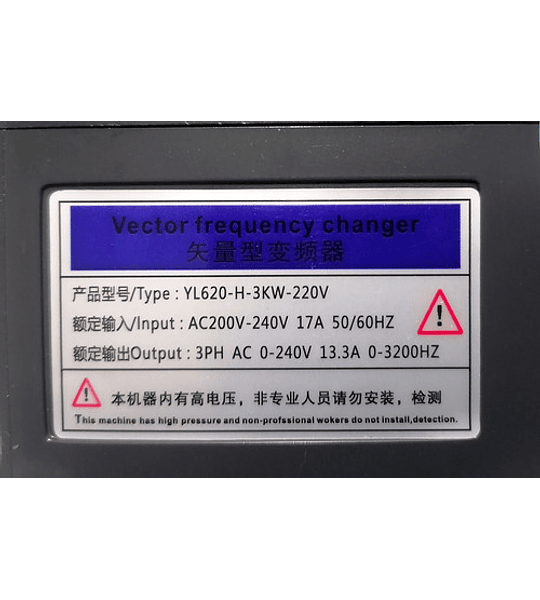 Vector frequency changer
矢量型变频器
产品型号/Type : YL620-H-3KW-220V
额定输入/Input : AC200V-240V 17A 50/60HZ
额定输出Output : 3PH AC 0-240V 13.3A 0-3200HZ
本机器内有高电压，非专业人员请勿安装，检测
This machine has high pressure and non-profssional wokers do not install,detection.